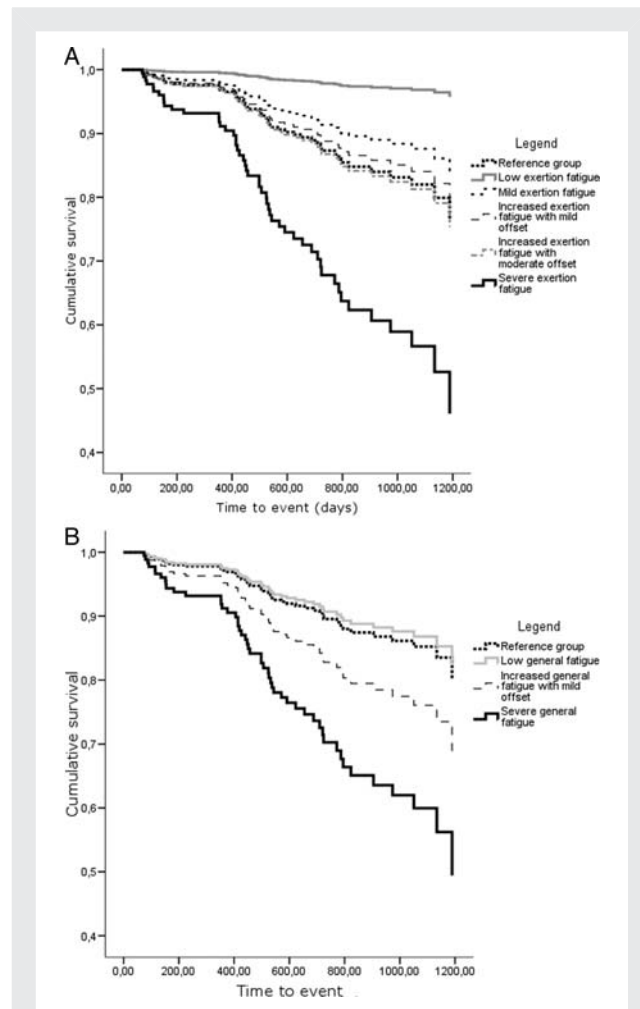 A
1,0
0,9
0,8
0,7
0,6
0,5
0,4
Cumulative survival
0,00 200,00 400,00 600,00 800,00 1000,00 1200,00
Time to event (days)
Legend
Reference group
Low exertion fatigue
Mild exertion fatigue
Increased exertion
fatigue with mild
offset
Increased exertion
fatigue with
moderate offset
Severe exertion
fatigue
B
1,0
0,9
0,8
0,7
0,6
0,5
0,4
Cumulative survival
0,00 200,00 400,00 600,00 800,00 1000,00 1200,00
Time to event
Legend
Reference group
Low general fatigue
Increased general
fatigue with mild
offset
Severe general
fatigue